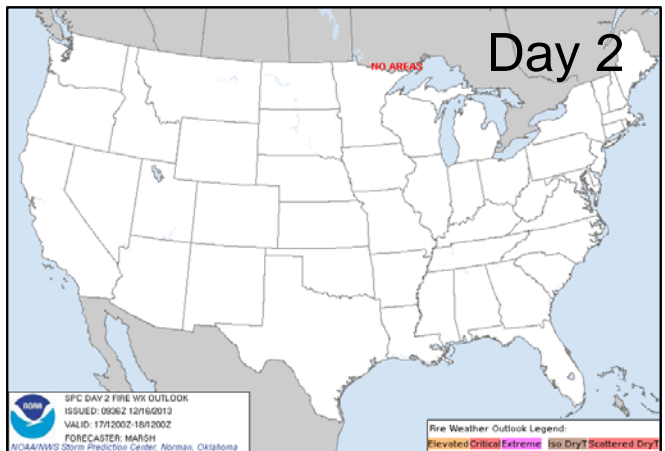 Day 2
NO AREAS
SPC DAY 2 FIRE WX OUTLOOK
ISSUED: 0936Z 12/16/2013
VALID: 17/1200Z-18/1200Z
FORECASTER: MARSH
NOAA/NWS Storm Prediction Center, Norman, Oklahoma
NOAA
Fire Weather Outlook Legend:
Elevated Critical Extreme Iso DryT Scattered DryT